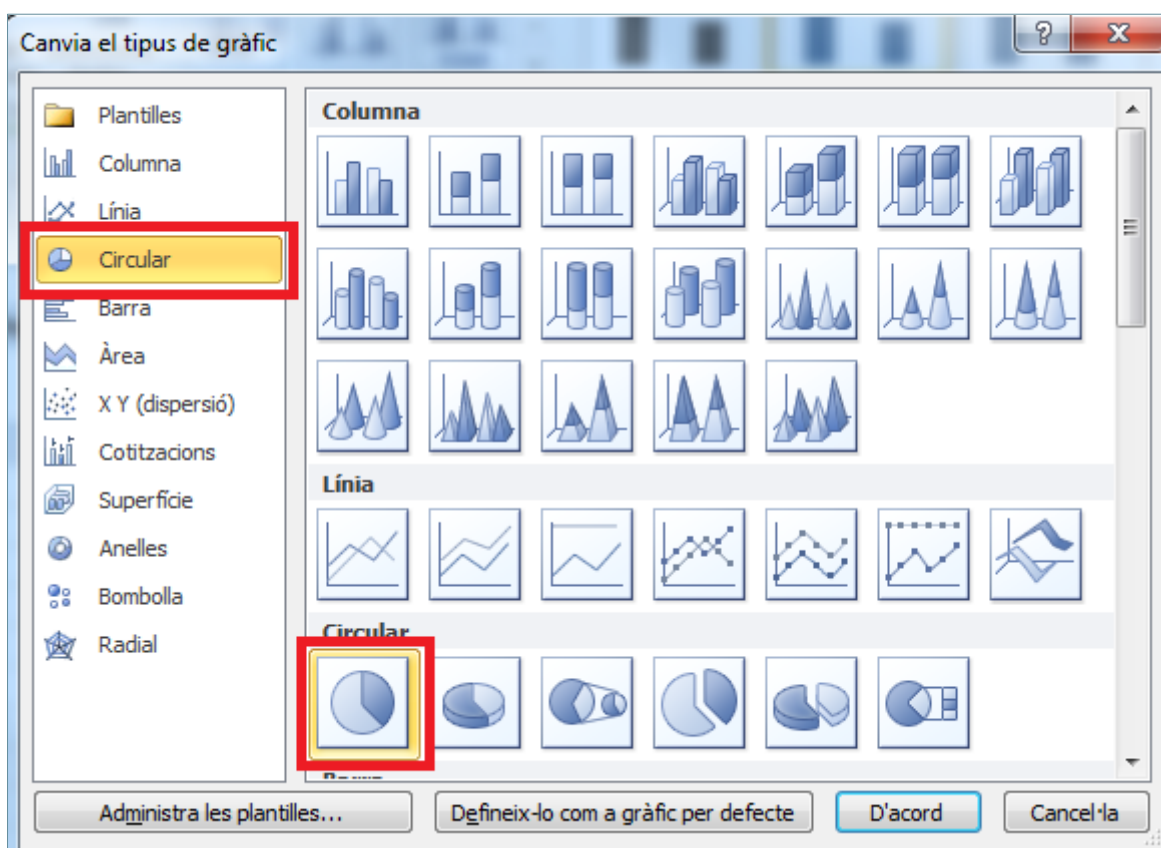 Canvia el tipus de gràfic
Plantilles
Columna
Línia
Circular
Barra
Àrea
X Y (dispersió)
Cotitzacions
Superfície
Anelles
Bombolla
Radial
Columna
Línia
Circular
Barra
Administra les plantilles...
Defineix-lo com a gràfic per defecte
D'acord
Cancel·la